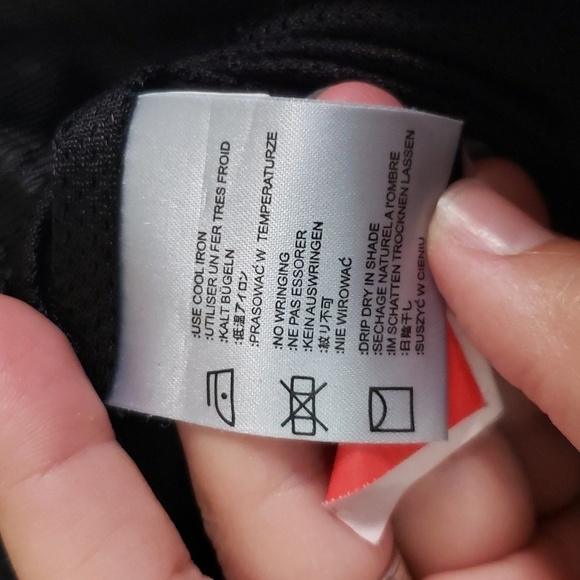 :USE COOL IRON
:UTILISER UN FER TRES FROID
:KALT BÜGELN
:低温アイロン
:PRASOWAĆ W TEMPERATURZE
:NO WRINGING
:NE PAS ESSORER
:KEIN AUSWRINGEN
:絞り不可
:NIE WIROWAĆ
:DRIP DRY IN SHADE
:SECHAGE NATUREL A l'OMBRE
:IM SCHATTEN TROCKNEN LASSEN
:日陰干し
:SUSZYĆ W CIENIU